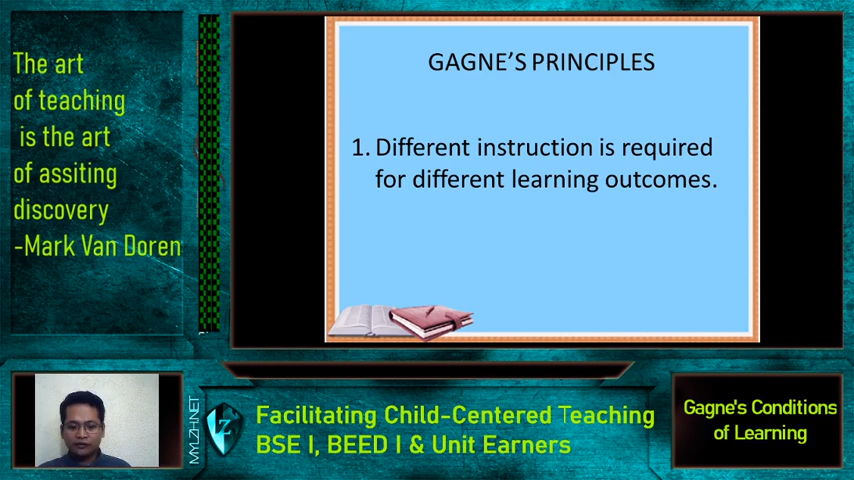 The art
of teaching
is the art
of assiting
discovery
-Mark Van Doren
GAGNE'S PRINCIPLES
1. Different instruction is required
for different learning outcomes.
MYLZH.NET
Z
Facilitating Child-Centered Teaching
BSE I, BEED I & Unit Earners
Gagne's Conditions
of Learning